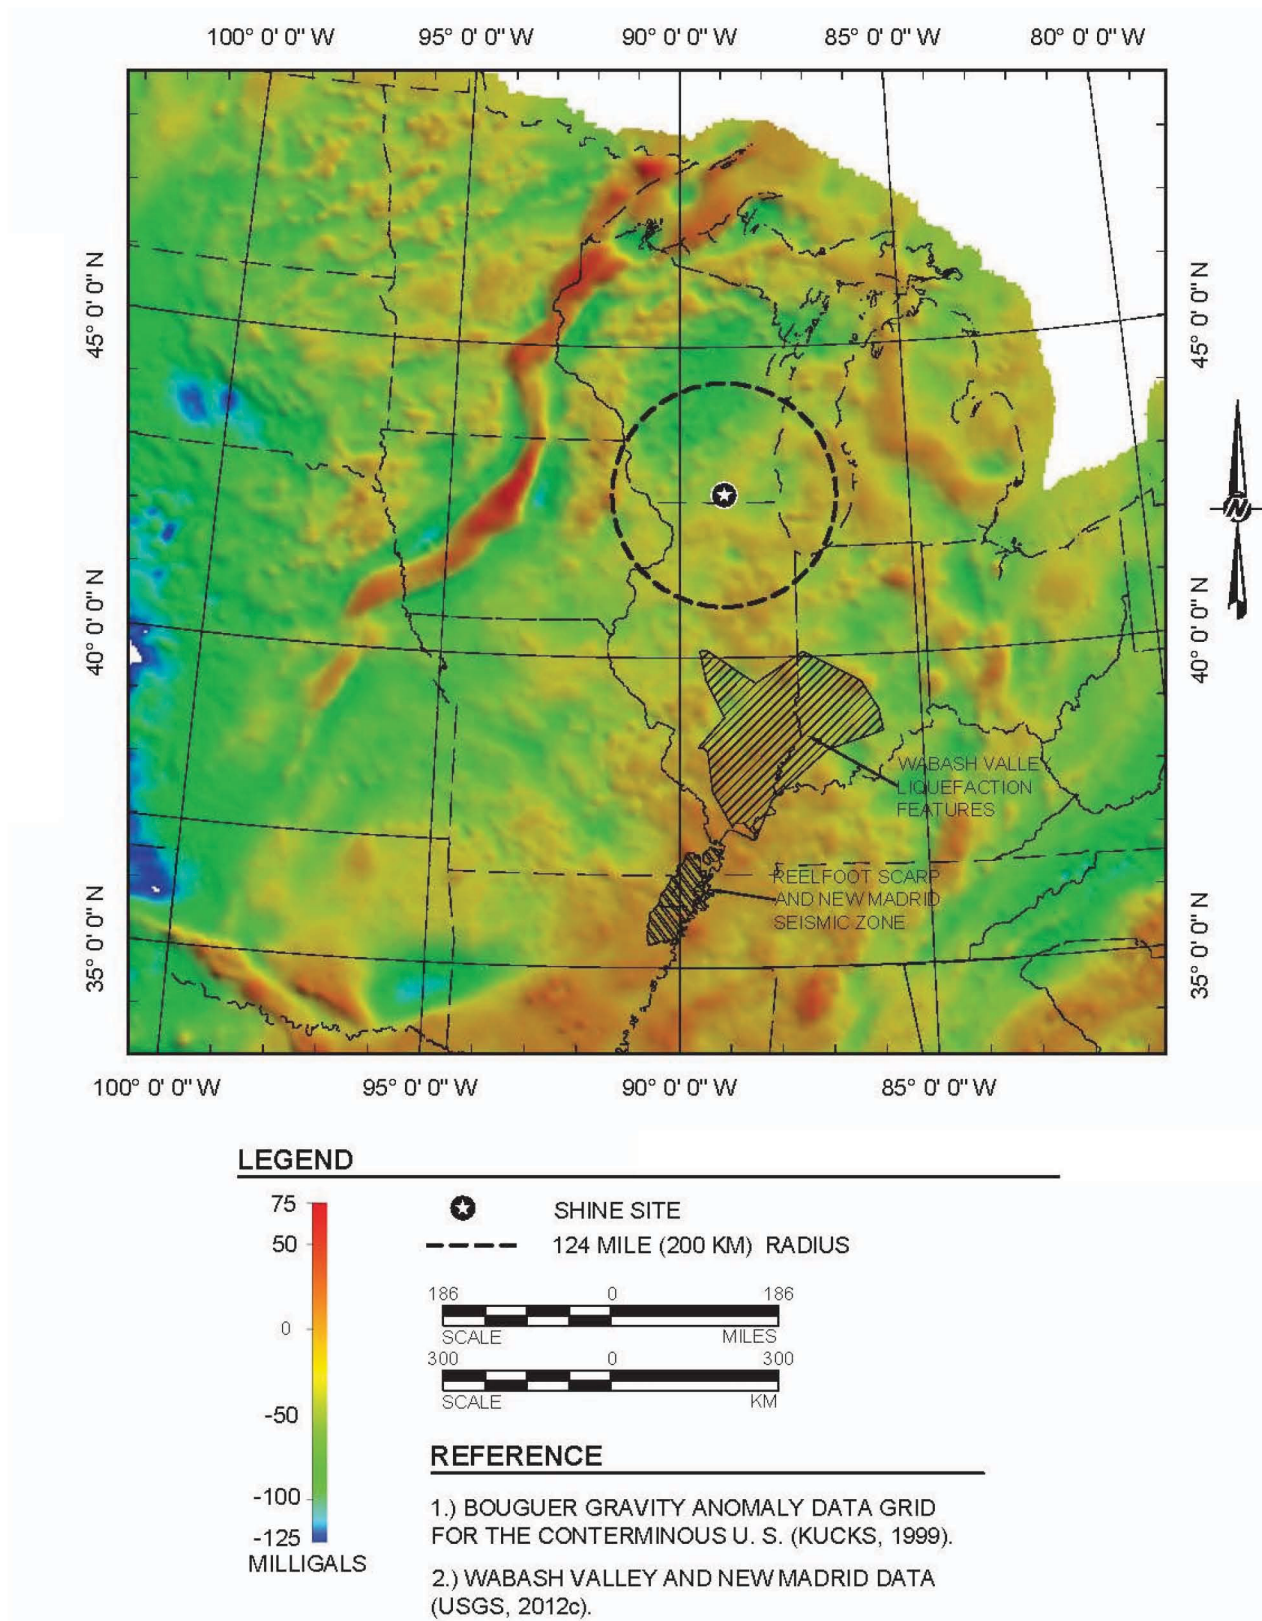 100° 0' 0" W 95° 0' 0" W 90° 0' 0" W 85° 0' 0" W 80° 0' 0" W
45° 0' 0" N
45° 0' 0" N
N
40° 0' 0" N
40° 0' 0" N
WABASH VALLEY
LIQUEFACTION
FEATURES
REELFOOT SCARP
AND NEW MADRID
SEISMIC ZONE
35° 0' 0" N
35° 0' 0" N
100° 0' 0" W 95° 0' 0" W 90° 0' 0" W 85° 0' 0" W
LEGEND
75
50
0
-50
-100
-125
MILLIGALS
SHINE SITE
124 MILE (200 KM) RADIUS
186 0 186
SCALE MILES
300 0 300
SCALE KM
REFERENCE
1.) BOUGUER GRAVITY ANOMALY DATA GRID
FOR THE CONTERMINOUS U. S. (KUCKS, 1999).
2.) WABASH VALLEY AND NEW MADRID DATA
(USGS, 2012c).